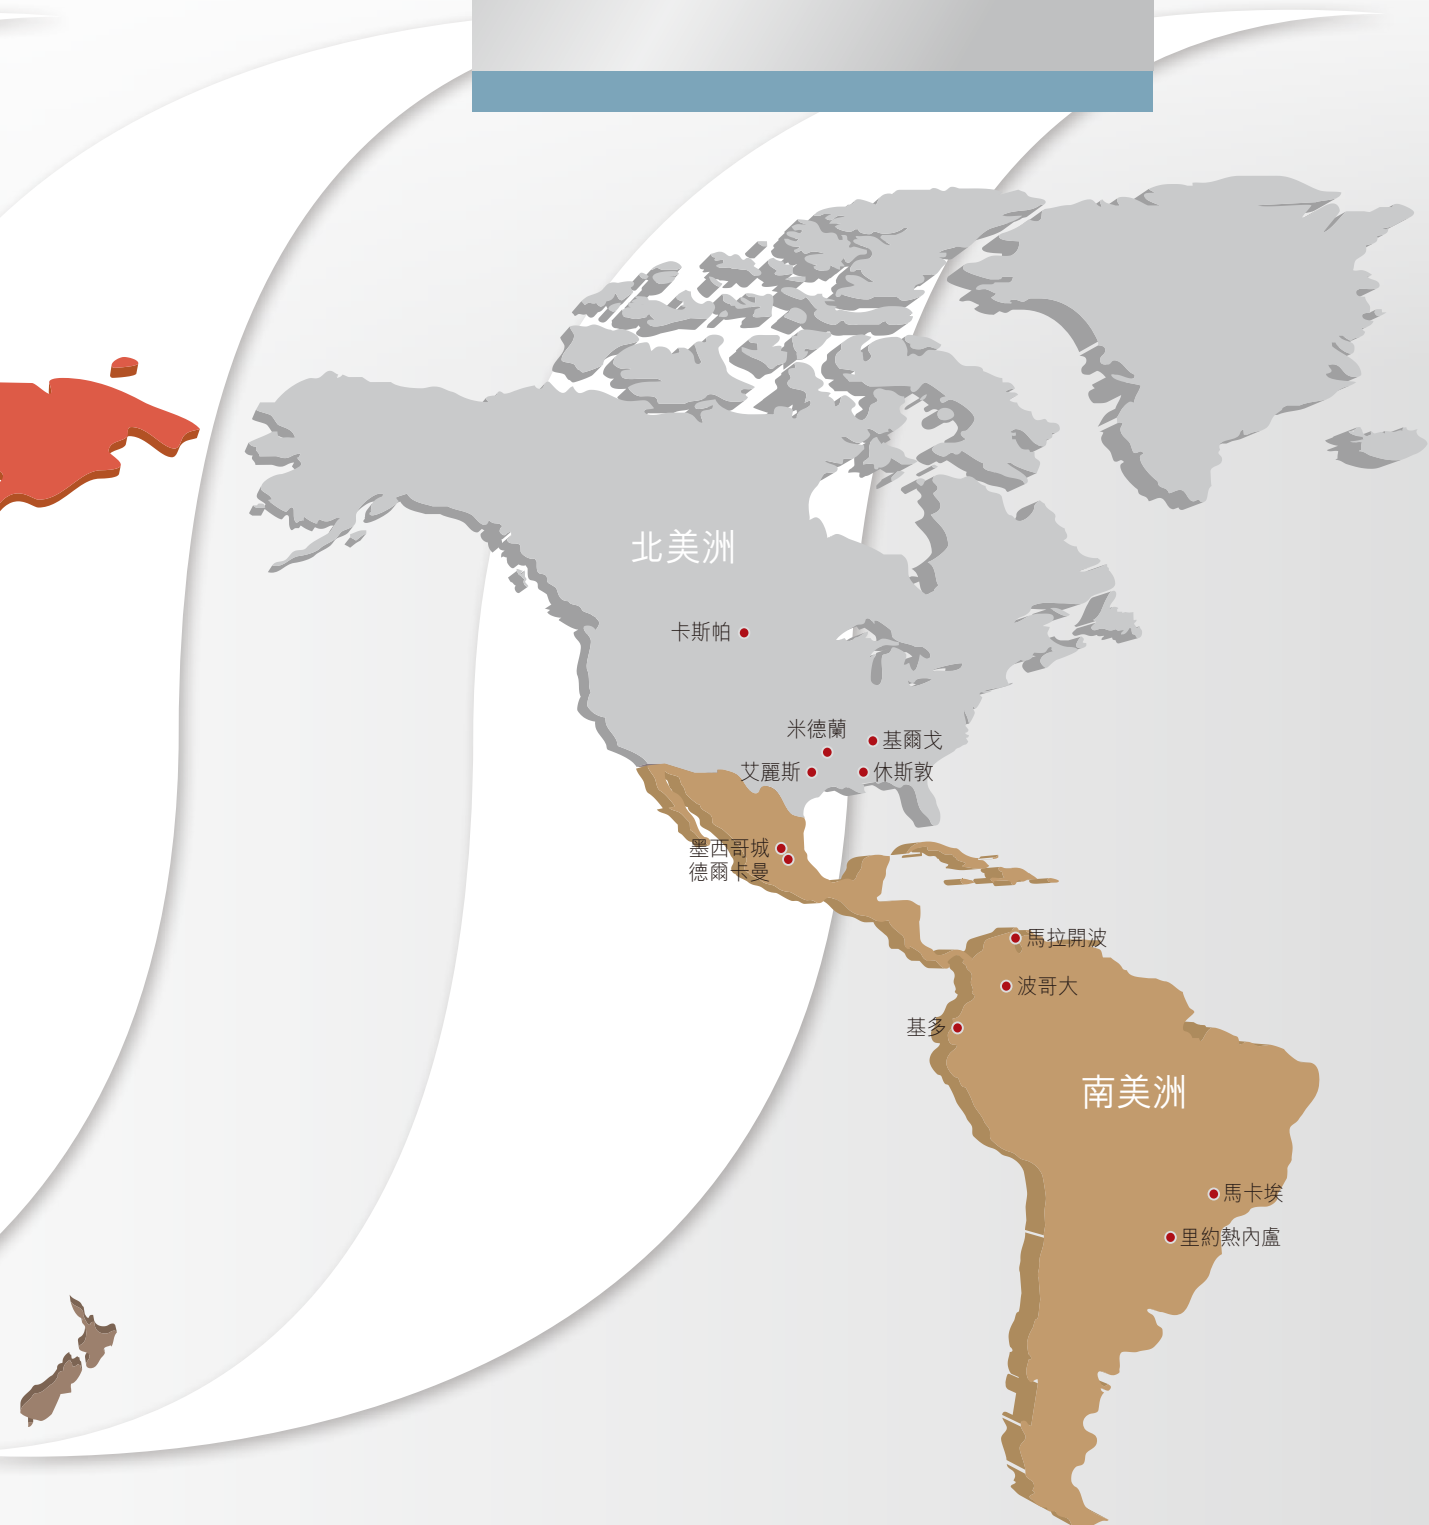 北美洲
卡斯帕
米德蘭
基爾戈
艾麗斯
休斯敦
墨西哥城
德爾卡曼
馬拉開波
波哥大
基多
南美洲
馬卡埃
里約熱內盧